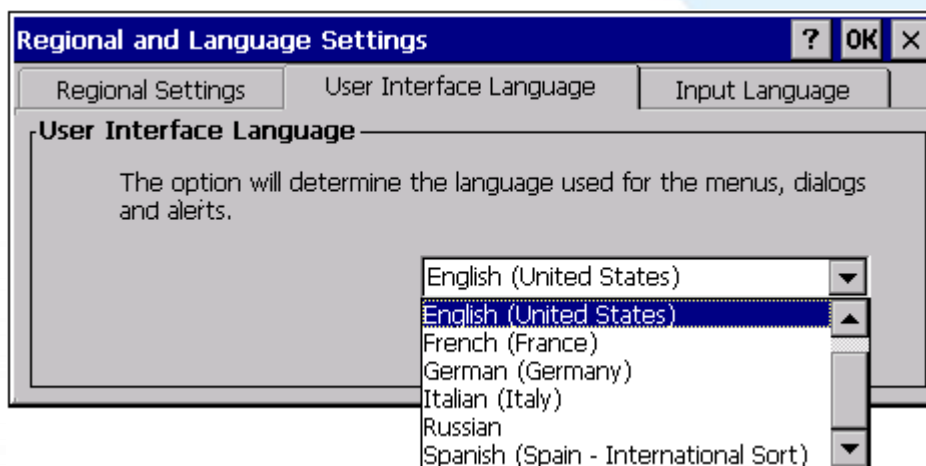 Regional and Language Settings ? OK ×
Regional Settings User Interface Language Input Language
User Interface Language
The option will determine the language used for the menus, dialogs
and alerts.
English (United States)
English (United States)
French (France)
German (Germany)
Italian (Italy)
Russian
Spanish (Spain - International Sort)